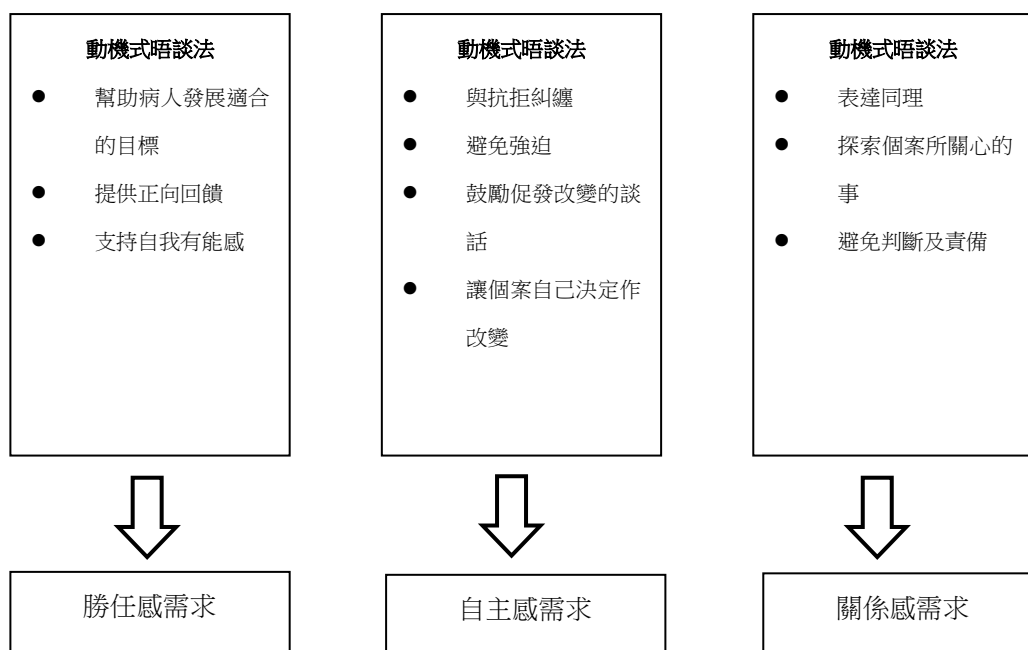 動機式晤談法
● 幫助病人發展適合
的目標
● 提供正向回饋
● 支持自我有能感
勝任感需求
動機式晤談法
● 與抗拒糾纏
● 避免強迫
● 鼓勵促發改變的談
話
● 讓個案自己決定作
改變
自主感需求
動機式晤談法
● 表達同理
● 探索個案所關心的
事
● 避免判斷及責備
關係感需求